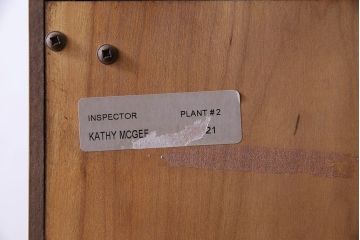 INSPECTOR PLANT #2
KATHY MCGEE 21